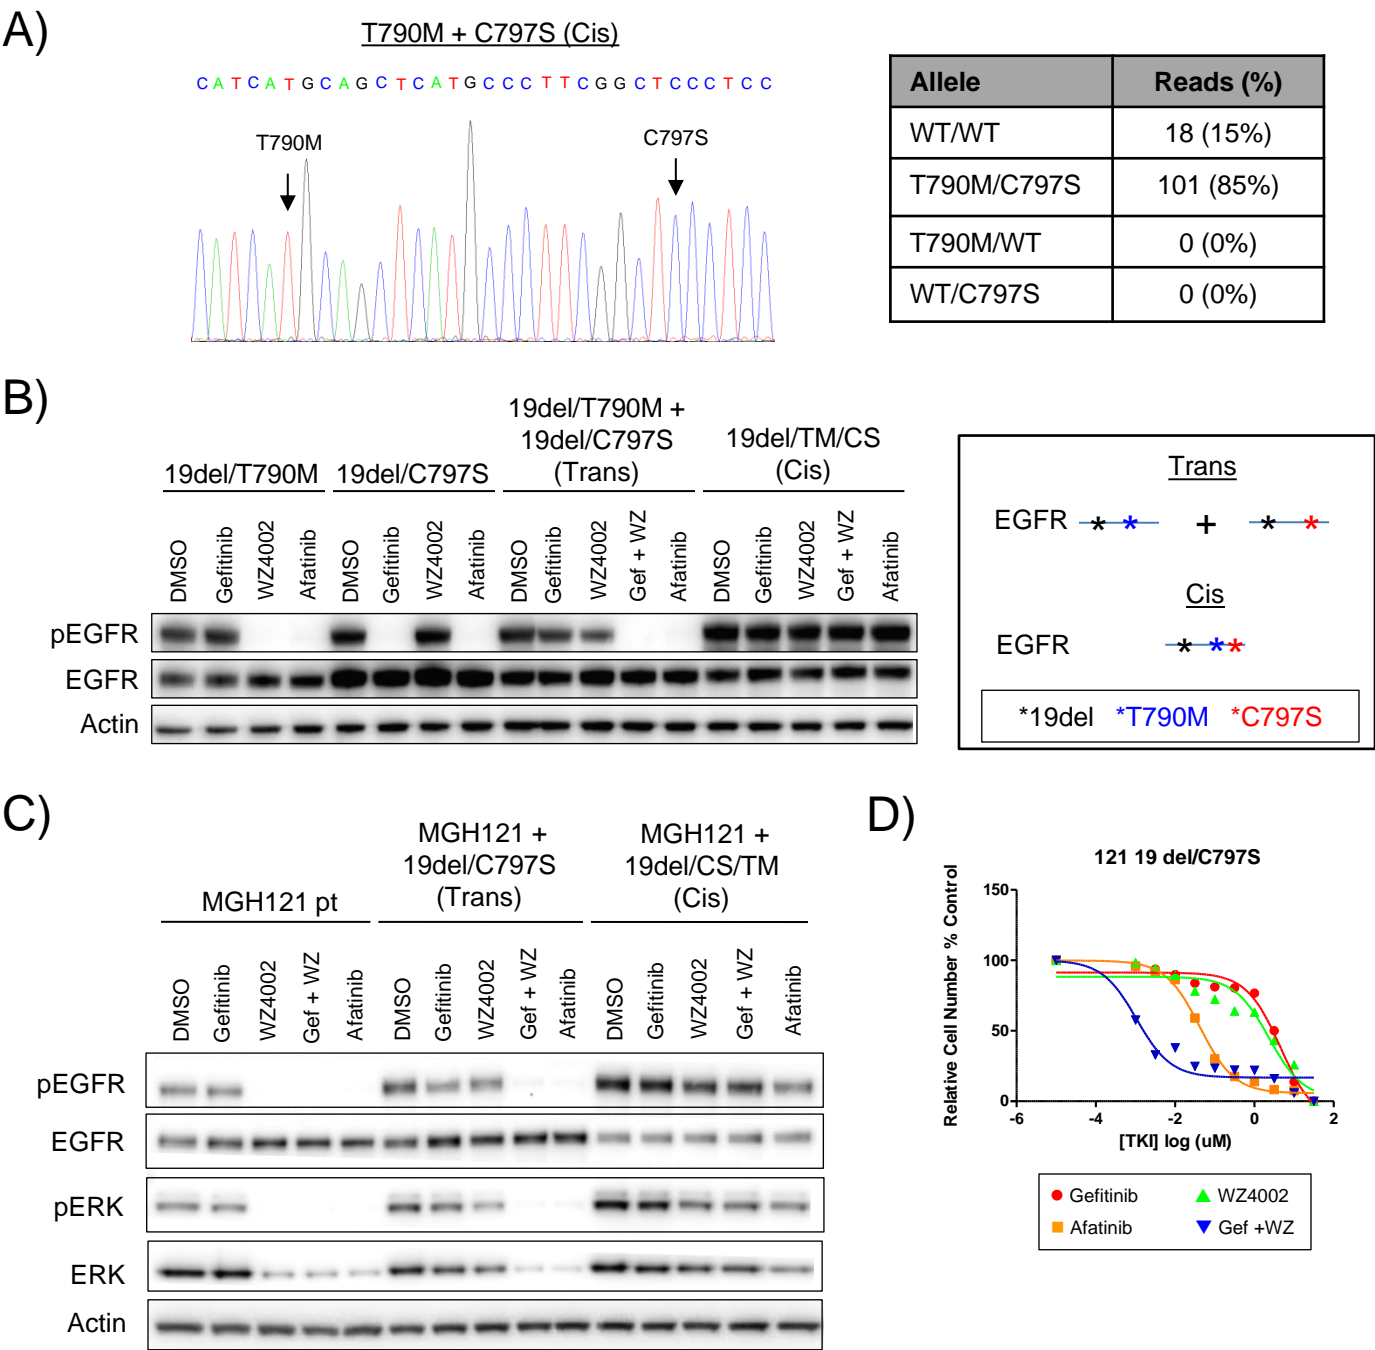 A)
T790M + C797S (Cis)
CATCATGCAGCTCATGCCCTTCGGCTCCCTCC
T790M
C797S
Allele Reads (%)
WT/WT 18 (15%)
T790M/C797S 101 (85%)
T790M/WT 0 (0%)
WT/C797S 0 (0%)
B)
19del/T790M
19del/C797S
19del/T790M +
19del/C797S
(Trans)
19del/TM/CS
(Cis)
DMSO Gefitinib WZ4002 Afatinib DMSO Gefitinib WZ4002 Afatinib DMSO Gefitinib WZ4002 Gef + WZ Afatinib DMSO Gefitinib WZ4002 Gef + WZ Afatinib
pEGFR
EGFR
Actin
Trans
EGFR * * + * *
Cis
EGFR * * *
*19del *T790M *C797S
C)
MGH121 pt
MGH121 +
19del/C797S
(Trans)
MGH121 +
19del/CS/TM
(Cis)
DMSO Gefitinib WZ4002 Gef + WZ Afatinib DMSO Gefitinib WZ4002 Gef + WZ Afatinib DMSO Gefitinib WZ4002 Gef + WZ Afatinib
pEGFR
EGFR
pERK
ERK
Actin
D)
121 19 del/C797S
Relative Cell Number % Control
150
100
50
0
-6 -4 -2 0 2
[TKI] log (uM)
Gefitinib WZ4002
Afatinib Gef +WZ